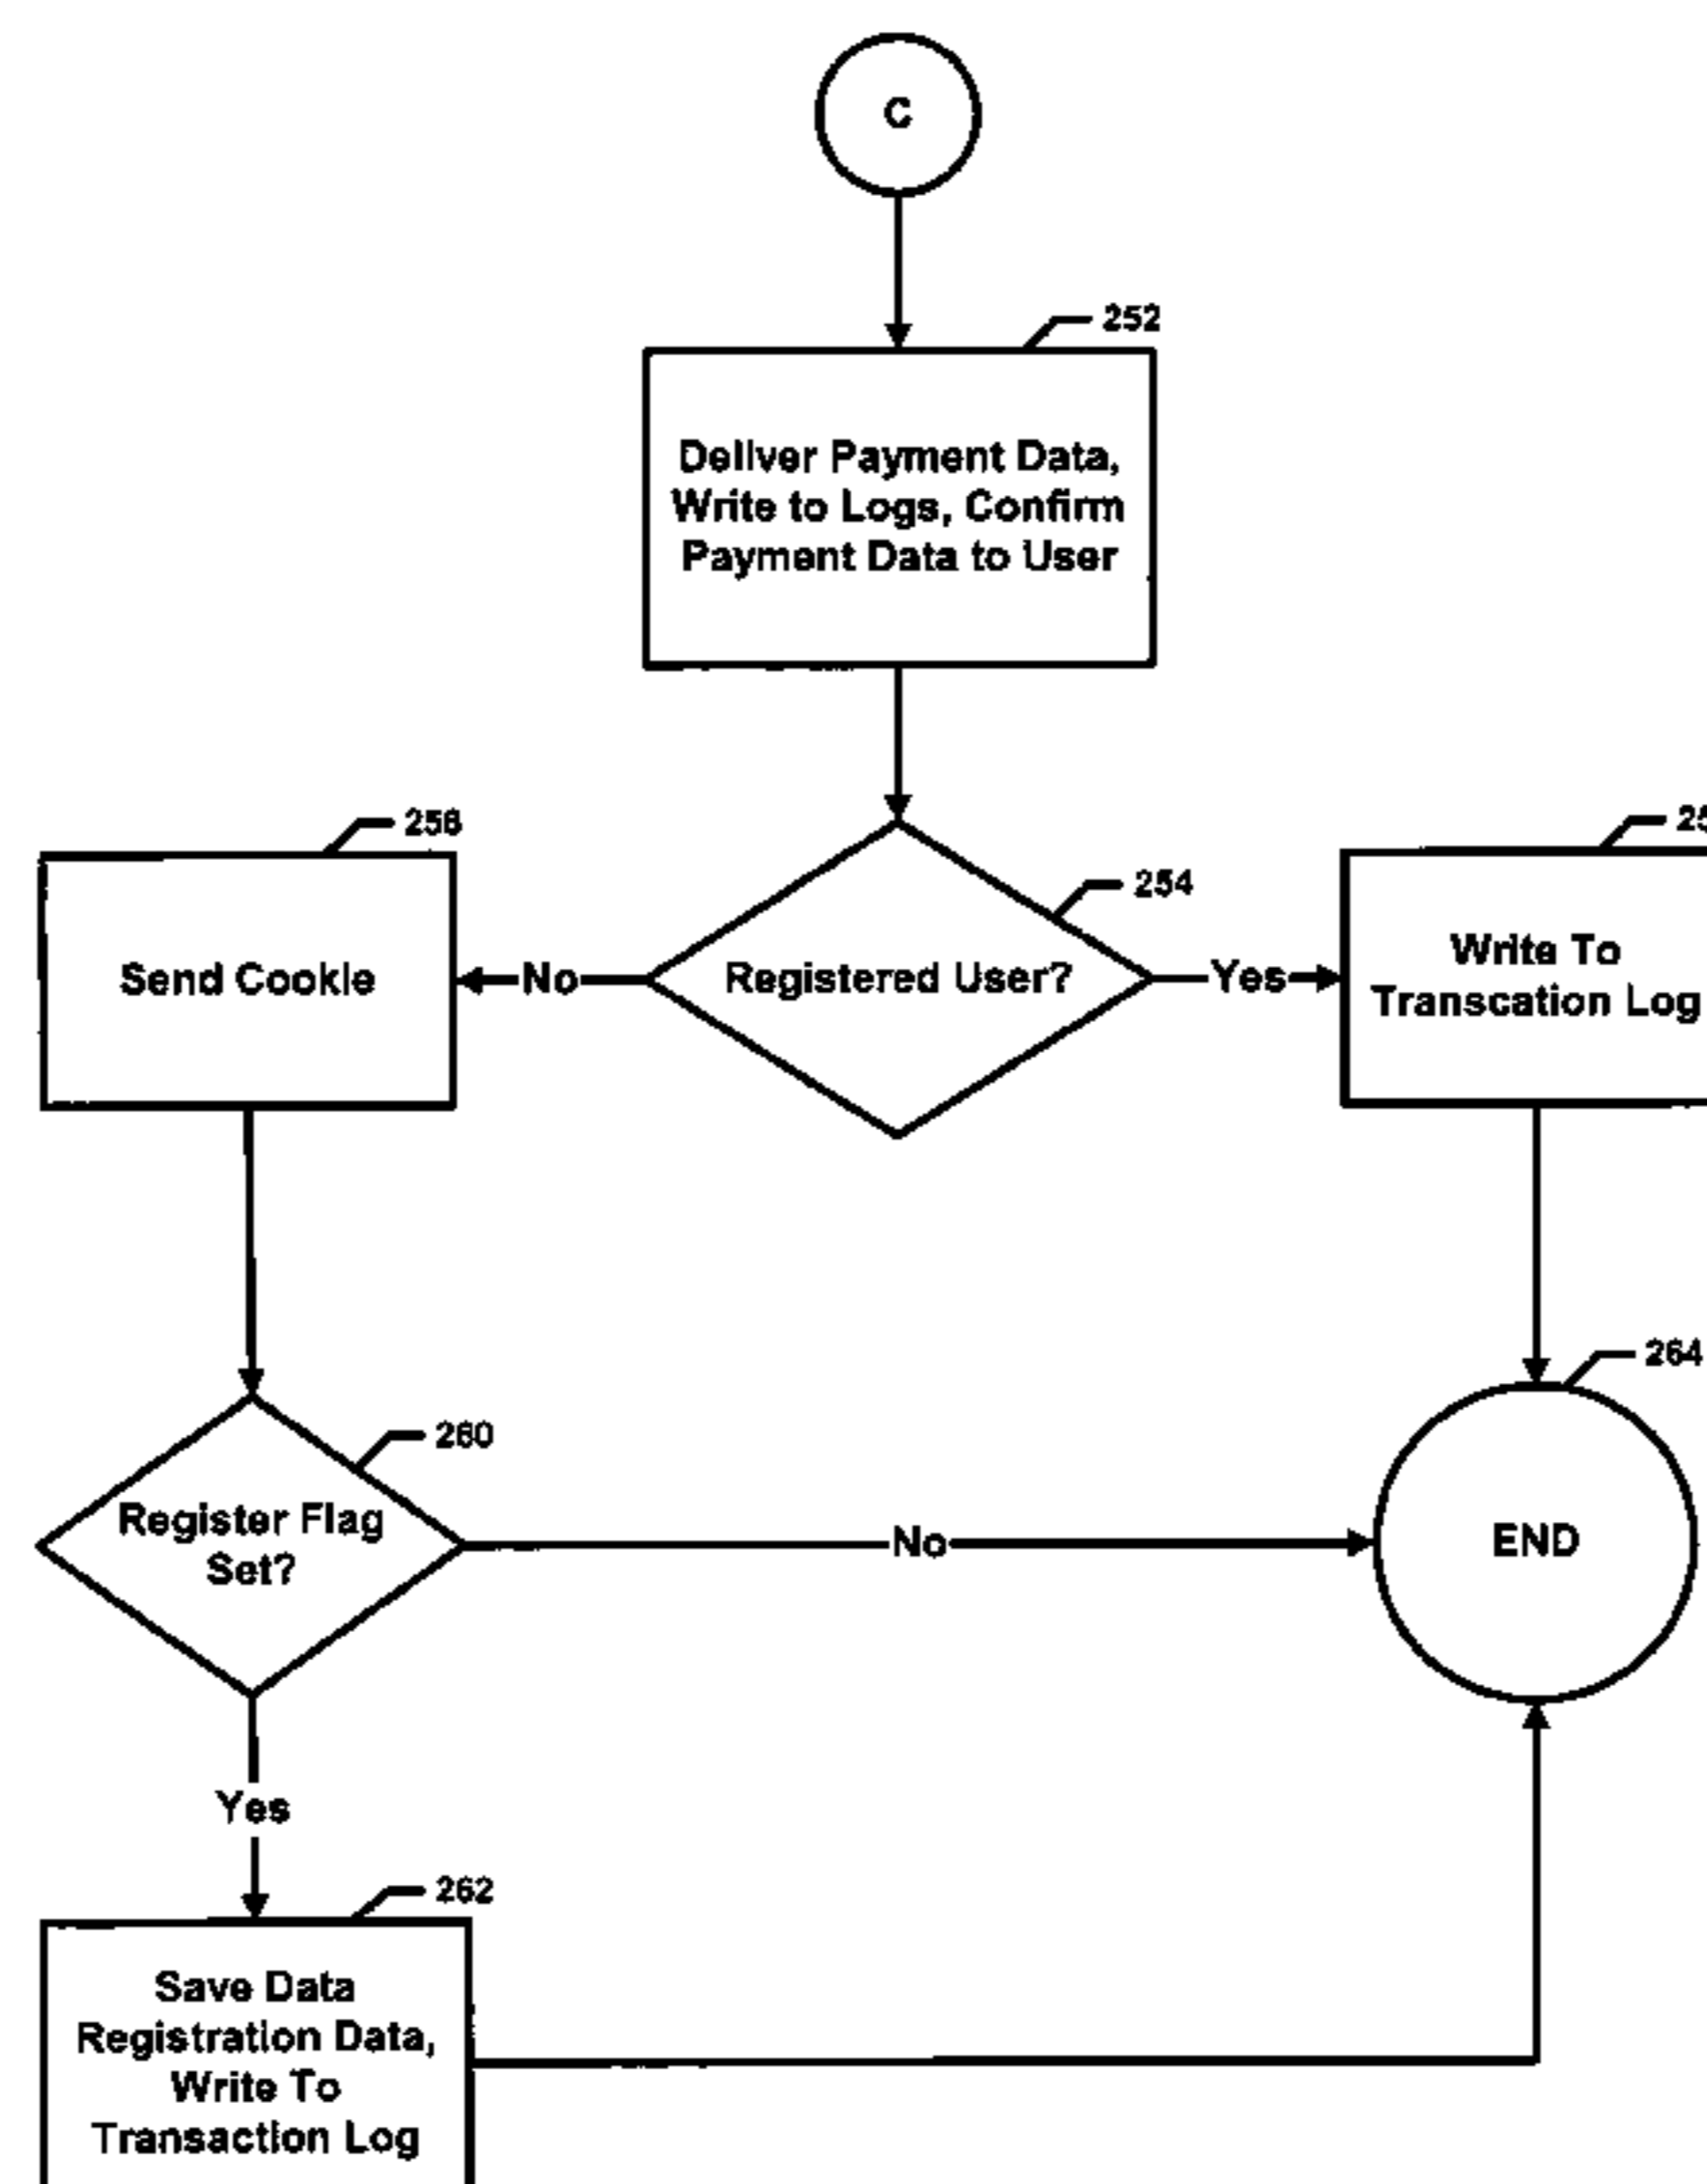 C
252
Deliver Payment Data,
Write to Logs, Confirm
Payment Data to User
258
254
Send Cookie
No
Registered User?
Yes
Write To
Transcation Log
264
260
Register Flag
Set?
No
END
Yes
262
Save Data
Registration Data,
Write To
Transaction Log